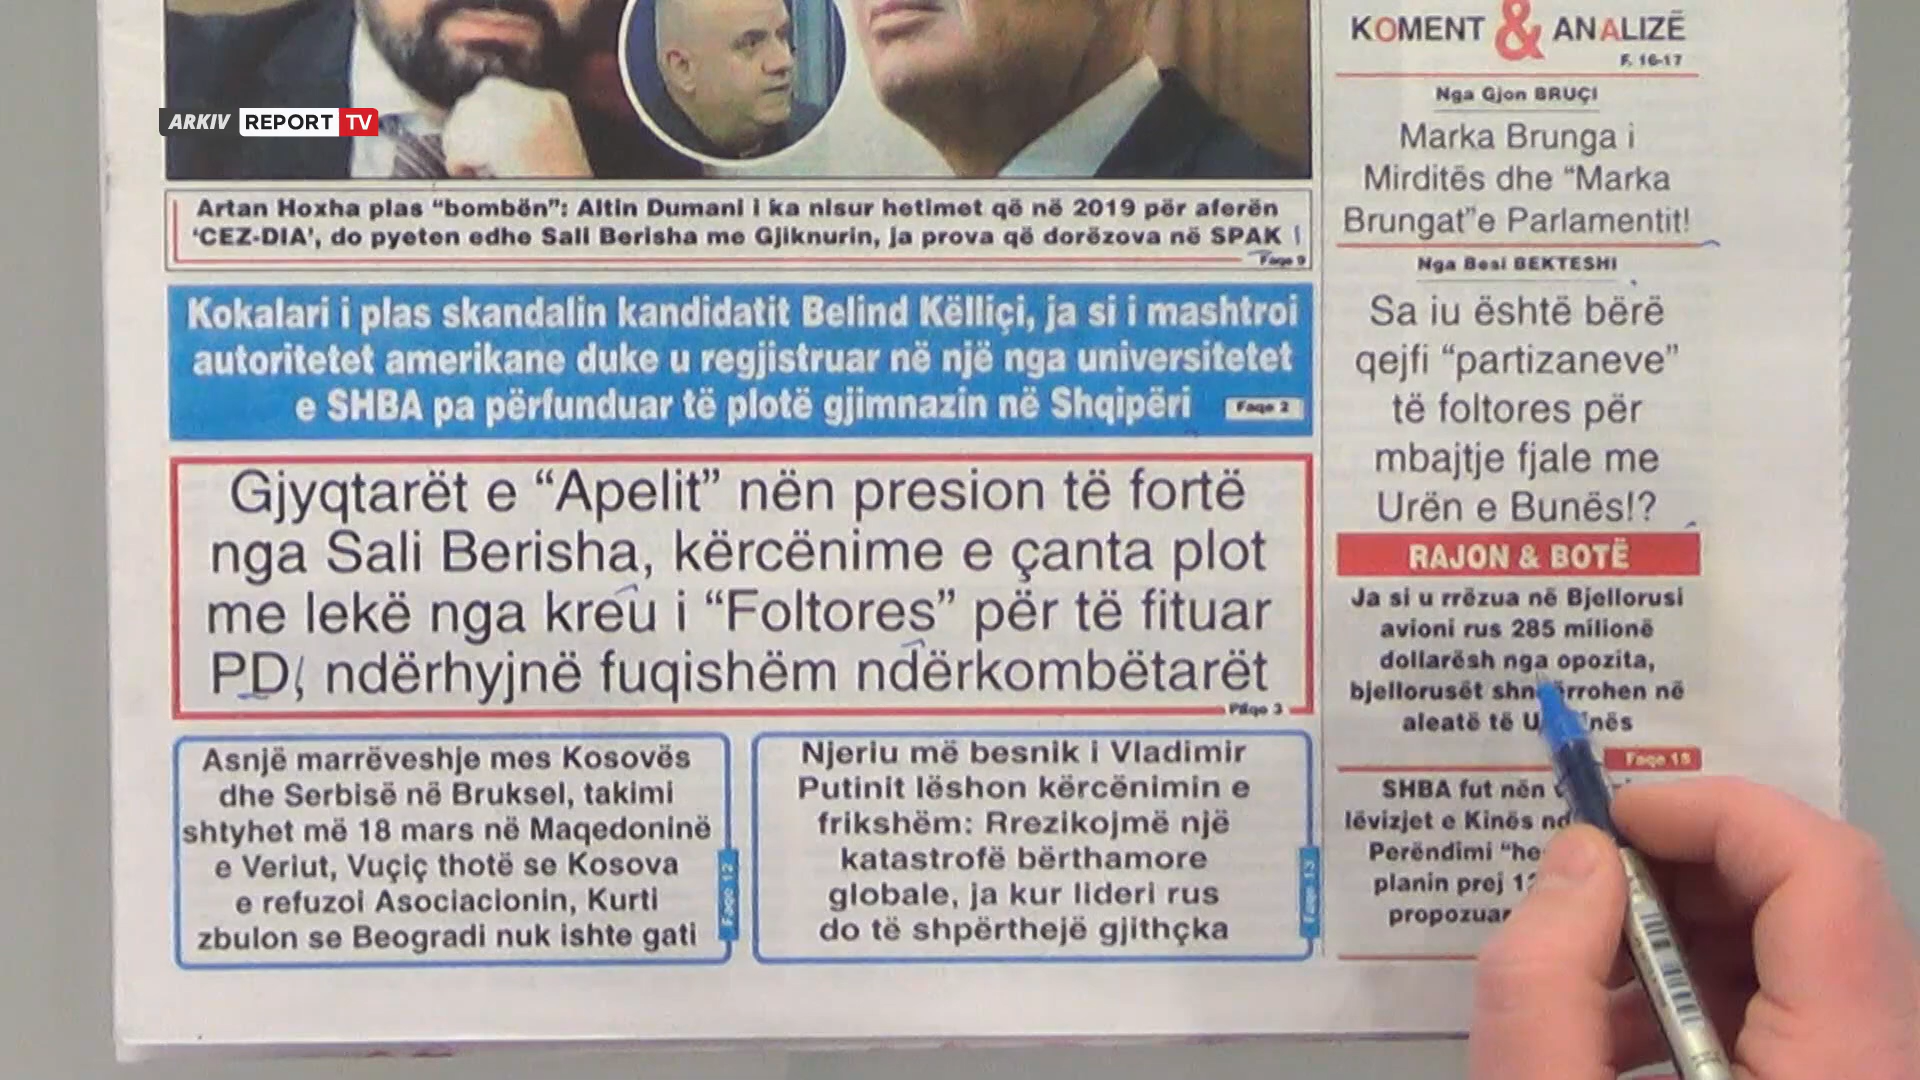 ARKIV REPORT TV
Artan Hoxha plas “bombën”: Altin Dumani i ka nisur hetimet që në 2019 për aferën
‘CEZ-DIA’, do pyeten edhe Sali Berisha me Gjiknurin, ja prova që dorëzova në SPAK
Faqe 9
Kokalari i plas skandalin kandidatit Belind Këlliçi, ja si i mashtroi
autoritetet amerikane duke u regjistruar në një nga universitetet
e SHBA pa përfunduar të plotë gjimnazin në Shqipëri
Faqe 2
Gjyqtarët e “Apelit” nën presion të fortë
nga Sali Berisha, kërcënime e çanta plot
me lekë nga kreu i “Foltores” për të fituar
PD, ndërhyjnë fuqishëm ndërkombëtarët
Faqe 3
Asnjë marrëveshje mes Kosovës
dhe Serbisë në Bruksel, takimi
shtyhet më 18 mars në Maqedoninë
e Veriut, Vuçiç thotë se Kosova
e refuzoi Asociacionin, Kurti
zbulon se Beogradi nuk ishte gati
Faqe 12
Njeriu më besnik i Vladimir
Putinit lëshon kërcënimin e
frikshëm: Rrezikojmë një
katastrofë bërthamore
globale, ja kur lideri rus
do të shpërthejë gjithçka
Faqe 13
KOMENT & ANALIZË
F. 16-17
Nga Gjon BRUÇI
Marka Brunga i
Mirditës dhe “Marka
Brungat”e Parlamentit!
Nga Besi BEKTESHI
Sa iu është bërë
qejfi “partizaneve”
të foltores për
mbajtje fjale me
Urën e Bunës!?
RAJON & BOTË
Ja si u rrëzua në Bjellorusi
avioni rus 285 milionë
dollarësh nga opozita,
bjellorusët rrohen në
aleatë të
Faqe 15
SHBA fut nën
lëvizjet e Kinës
Perëndimi
planin prej